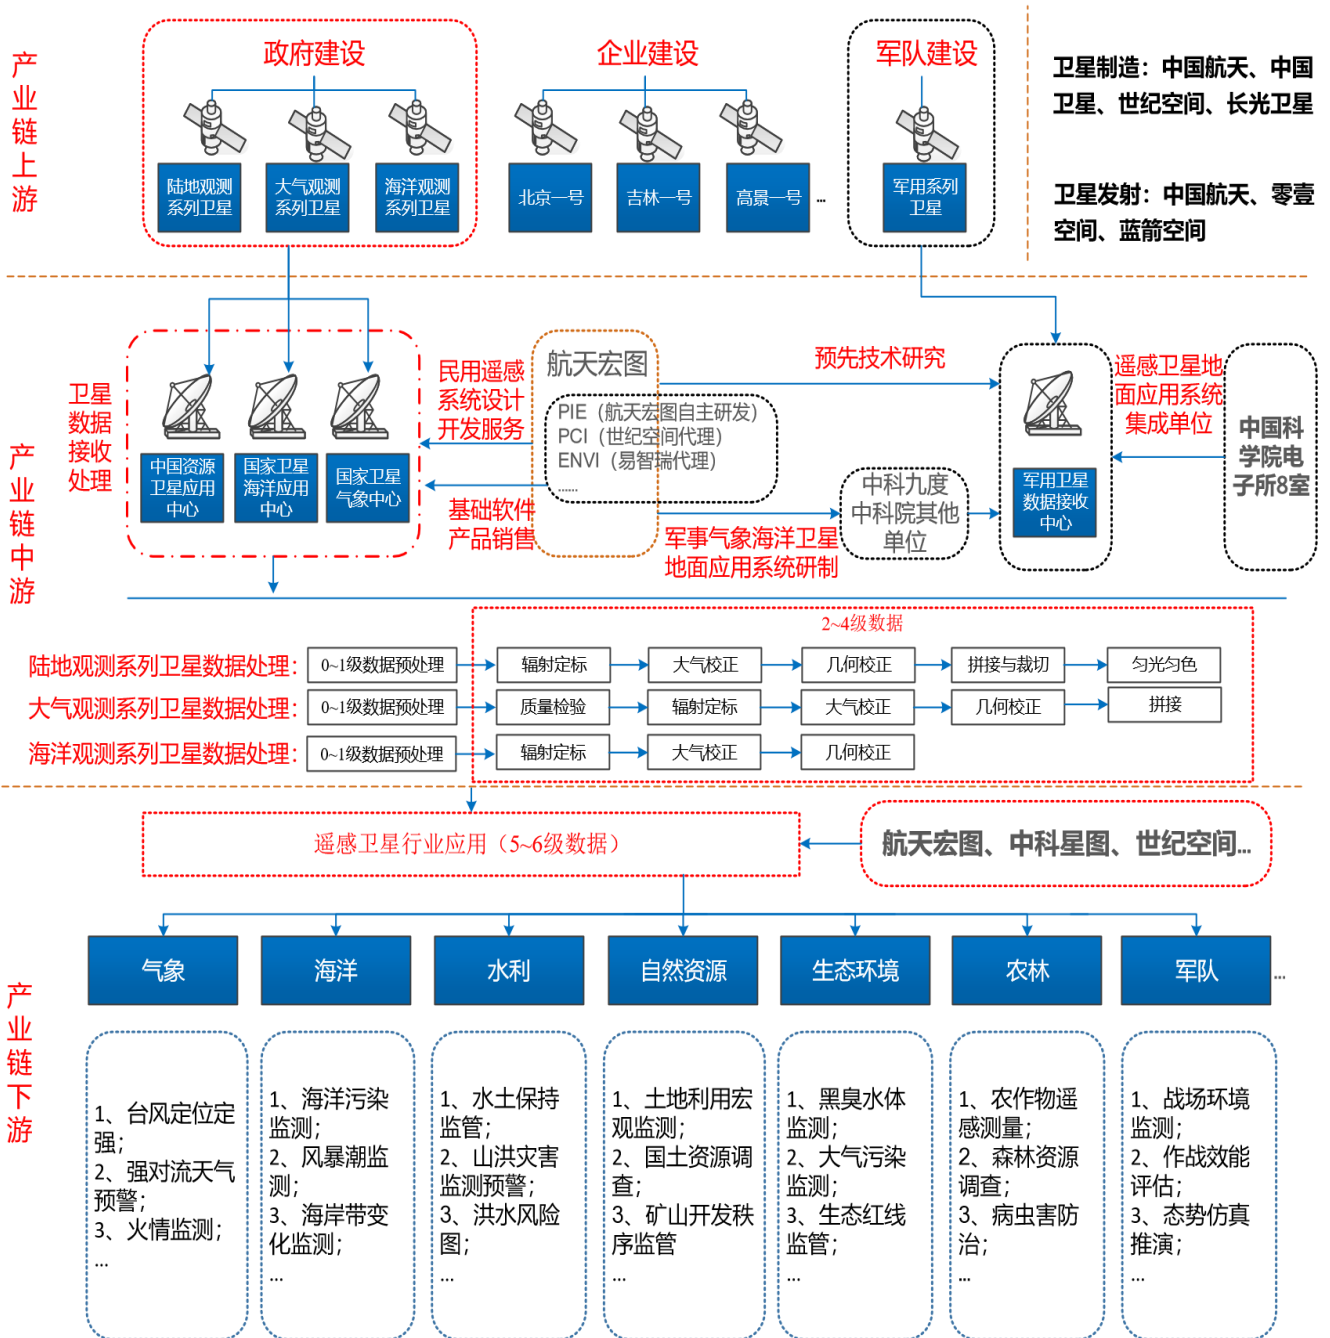 产业链上游
政府建设
企业建设
军队建设
陆地观测
系列卫星
大气观测
系列卫星
海洋观测
系列卫星
北京一号
吉林一号
高景一号
...
军用系列
卫星
卫星制造：中国航天、中国
卫星、世纪空间、长光卫星
卫星发射：中国航天、零壹
空间、蓝箭空间
产业链中游
卫星
数据
接收
处理
中国资源
卫星应用
中心
国家卫星
海洋应用
中心
国家卫星
气象中心
民用遥感
系统设计
开发服务
基础软件
产品销售
航天宏图
PIE（航天宏图自主研发）
PCI（世纪空间代理）
ENVI（易智瑞代理）
......
预先技术研究
军事气象海洋卫星
地面应用系统研制
中科九度
中科院其他
单位
军用卫星
数据接收
中心
遥感卫星地
面应用系统
集成单位
中国科
学院电
子所8室
2~4级数据
陆地观测系列卫星数据处理：
0~1级数据预处理
辐射定标
大气校正
几何校正
拼接与裁切
匀光匀色
大气观测系列卫星数据处理：
0~1级数据预处理
质量检验
辐射定标
大气校正
几何校正
拼接
海洋观测系列卫星数据处理：
0~1级数据预处理
辐射定标
大气校正
几何校正
遥感卫星行业应用（5~6级数据）
航天宏图、中科星图、世纪空间...
产业链下游
气象
海洋
水利
自然资源
生态环境
农林
军队
...
1、台风定位定
强；
2、强对流天气
预警；
3、火情监测；
...
1、海洋污染
监测；
2、风暴潮监
测；
3、海岸带变
化监测；
...
1、水土保持
监管；
2、山洪灾害
监测预警；
3、洪水风险
图；
...
1、土地利用宏
观监测；
2、国土资源调
查；
3、矿山开发秩
序监管
...
1、黑臭水体
监测；
2、大气污染
监测；
3、生态红线
监管；
...
1、农作物遥
感测量；
2、森林资源
调查；
3、病虫害防
治；
...
1、战场环境
监测；
2、作战效能
评估；
3、态势仿真
推演；
...